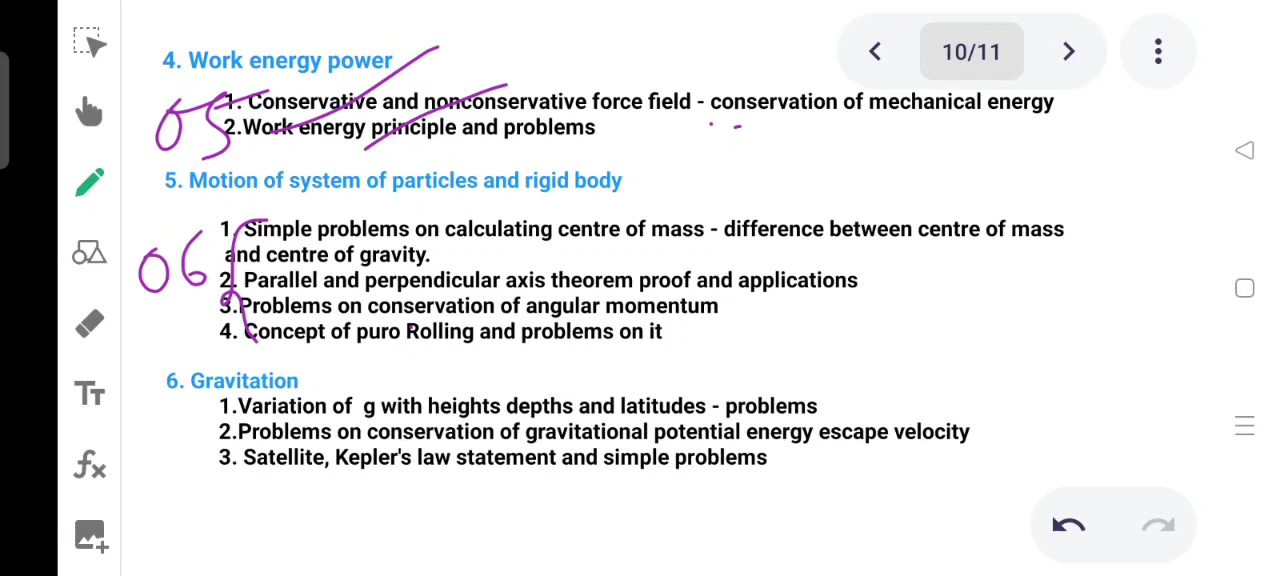 10/11
4. Work energy power
1. Conservative and nonconservative force field - conservation of mechanical energy
05
2.Work energy principle and problems
5. Motion of system of particles and rigid body
1. Simple problems on calculating centre of mass - difference between centre of mass
and centre of gravity.
06
2. Parallel and perpendicular axis theorem proof and applications
3.Problems on conservation of angular momentum
4. Concept of puro Rolling and problems on it
6. Gravitation
1.Variation of g with heights depths and latitudes - problems
2.Problems on conservation of gravitational potential energy escape velocity
3. Satellite, Kepler's law statement and simple problems
TT
fx